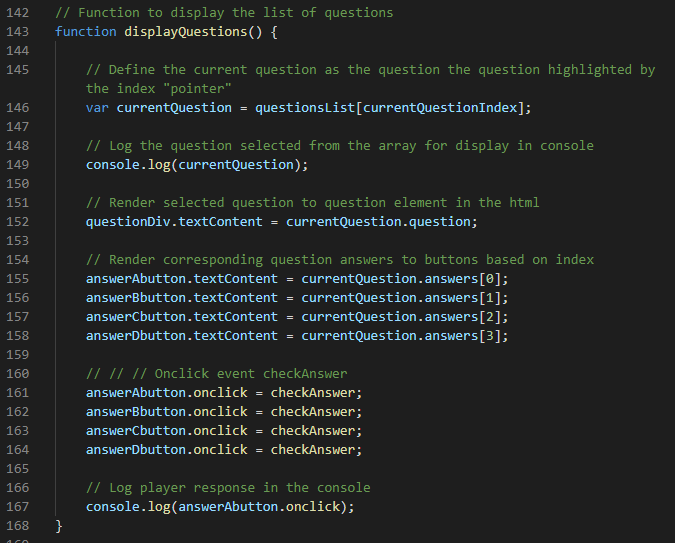 142 // Function to display the list of questions
143 function displayQuestions() {
144
145 // Define the current question as the question the question highlighted by
the index "pointer"
146 var currentQuestion = questionsList[currentQuestionIndex];
147
148 // Log the question selected from the array for display in console
149 console.log(currentQuestion);
150
151 // Render selected question to question element in the html
152 questionDiv.textContent = currentQuestion.question;
153
154 // Render corresponding question answers to buttons based on index
155 answerAbutton.textContent = currentQuestion.answers[0];
156 answerBbutton.textContent = currentQuestion.answers[1];
157 answerCbutton.textContent = currentQuestion.answers[2];
158 answerDbutton.textContent = currentQuestion.answers[3];
159
160 // // // Onclick event checkAnswer
161 answerAbutton.onclick = checkAnswer;
162 answerBbutton.onclick = checkAnswer;
163 answerCbutton.onclick = checkAnswer;
164 answerDbutton.onclick = checkAnswer;
165
166 // Log player response in the console
167 console.log(answerAbutton.onclick);
168 }